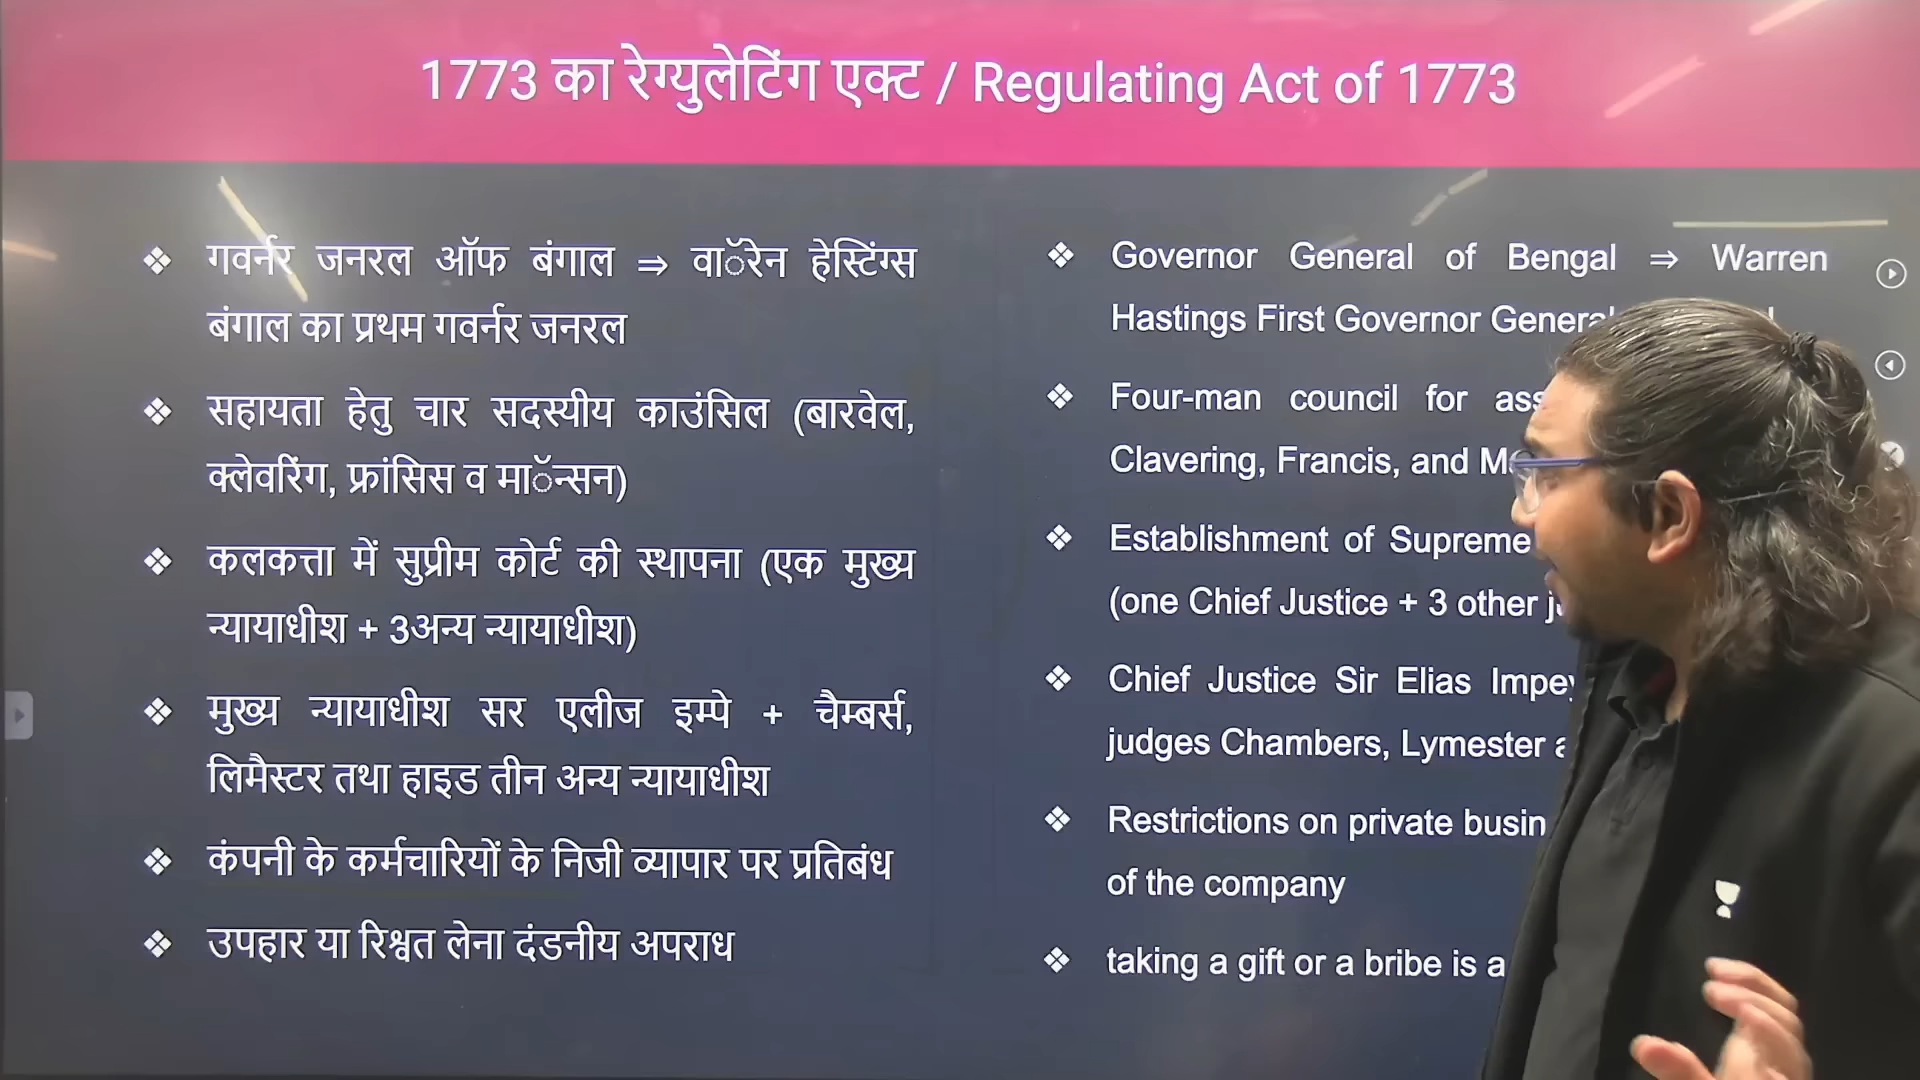 1773 का रेग्युलेटिंग एक्ट / Regulating Act of 1773
❖ गवर्नर जनरल ऑफ बंगाल ⇒ वाॅरेन हेस्टिंग्स
बंगाल का प्रथम गवर्नर जनरल
❖ सहायता हेतु चार सदस्यीय काउंसिल (बारवेल,
क्लेवरिंग, फ्रांसिस व माॅन्सन)
❖ कलकत्ता में सुप्रीम कोर्ट की स्थापना (एक मुख्य
न्यायाधीश + 3अन्य न्यायाधीश)
❖ मुख्य न्यायाधीश सर एलीज इम्पे + चैम्बर्स,
लिमैस्टर तथा हाइड तीन अन्य न्यायाधीश
❖ कंपनी के कर्मचारियों के निजी व्यापार पर प्रतिबंध
❖ उपहार या रिश्वत लेना दंडनीय अपराध
❖ Governor General of Bengal ⇒ Warren
Hastings First Governor General
❖ Four-man council for
Clavering, Francis, and
❖ Establishment of Supreme
(one Chief Justice + 3 other
❖ Chief Justice Sir Elias Impey
judges Chambers, Lymester
❖ Restrictions on private
of the company
❖ taking a gift or a bribe is a